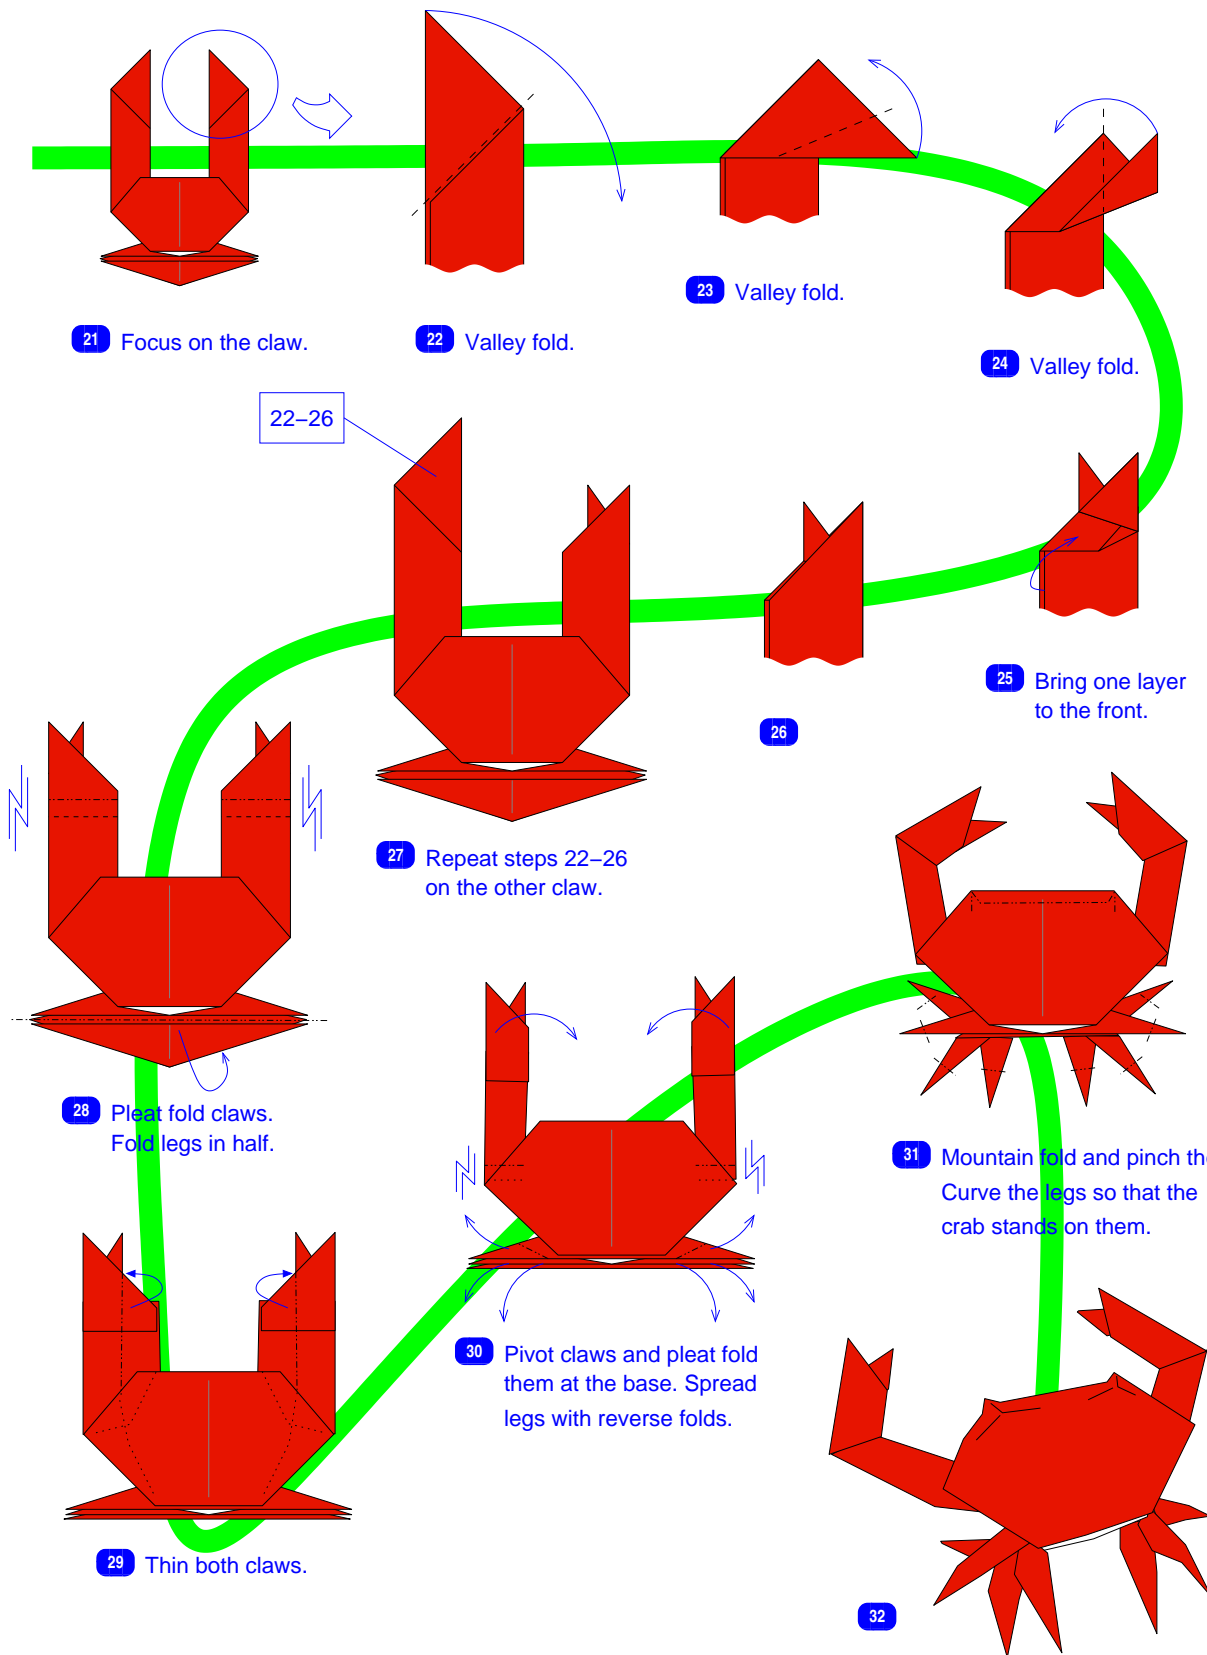 21 Focus on the claw.
22 Valley fold.
23 Valley fold.
24 Valley fold.
25 Bring one layer
to the front.
26
22–26
27 Repeat steps 22–26
on the other claw.
28 Pleat fold claws.
Fold legs in half.
29 Thin both claws.
30 Pivot claws and pleat fold
them at the base. Spread
legs with reverse folds.
31 Mountain fold and pinch
Curve the legs so that the
crab stands on them.
32